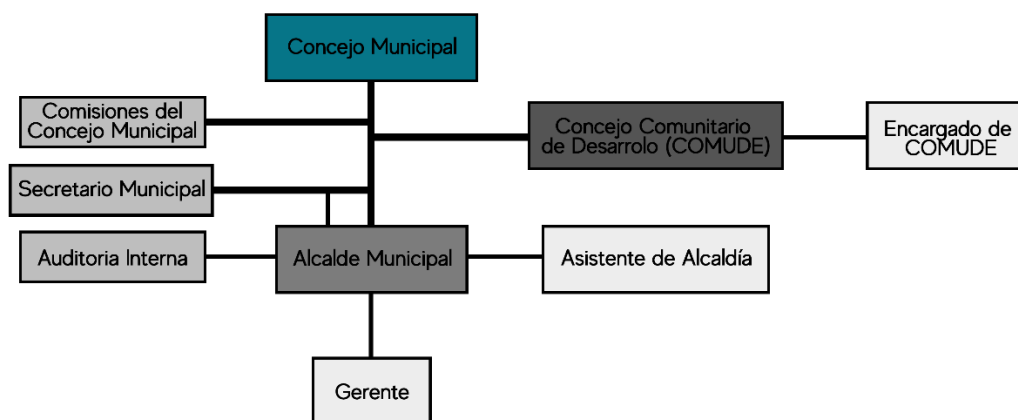 Concejo Municipal
Comisiones del
Concejo Municipal
Concejo Comunitario
de Desarrolo (COMUDE)
Encargado de
COMUDE
Secretario Municipal
Auditoria Interna
Alcalde Municipal
Asistente de Alcaldía
Gerente